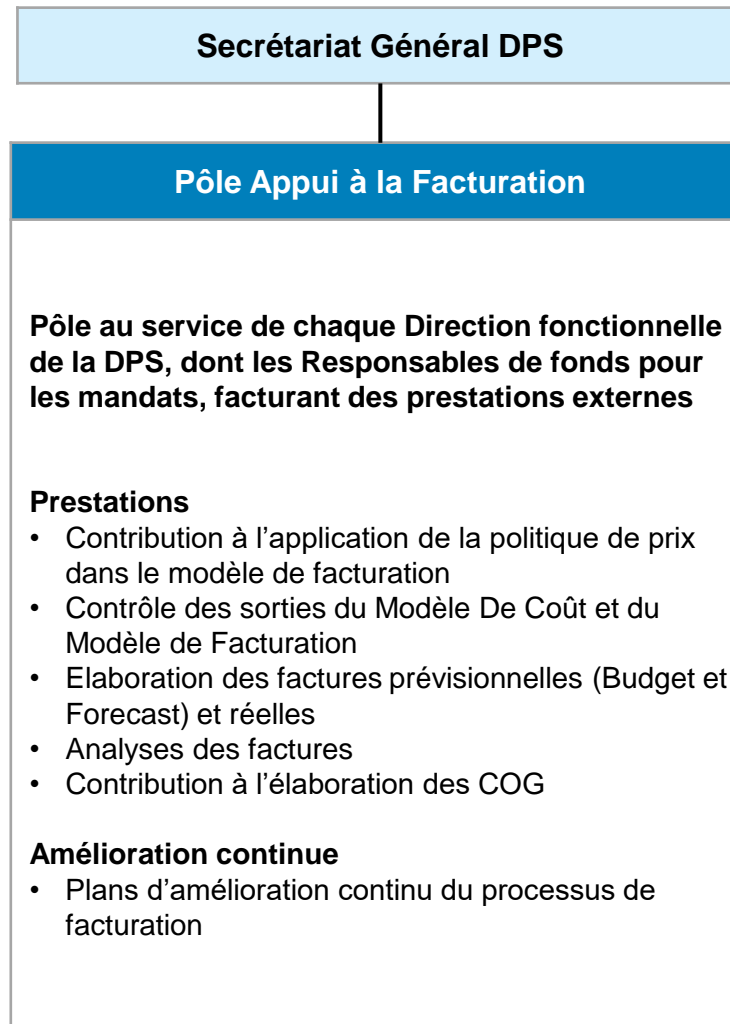 Secrétariat Général DPS
Pôle Appui à la Facturation
Pôle au service de chaque Direction fonctionnelle
de la DPS, dont les Responsables de fonds pour
les mandats, facturant des prestations externes
Prestations
• Contribution à l’application de la politique de prix
dans le modèle de facturation
• Contrôle des sorties du Modèle De Coût et du
Modèle de Facturation
• Elaboration des factures prévisionnelles (Budget et
Forecast) et réelles
• Analyses des factures
• Contribution à l’élaboration des COG
Amélioration continue
• Plans d’amélioration continu du processus de
facturation